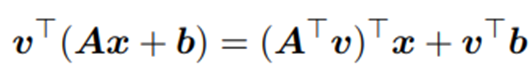 v⊤(Ax + b) = (A⊤v)⊤x + v⊤b